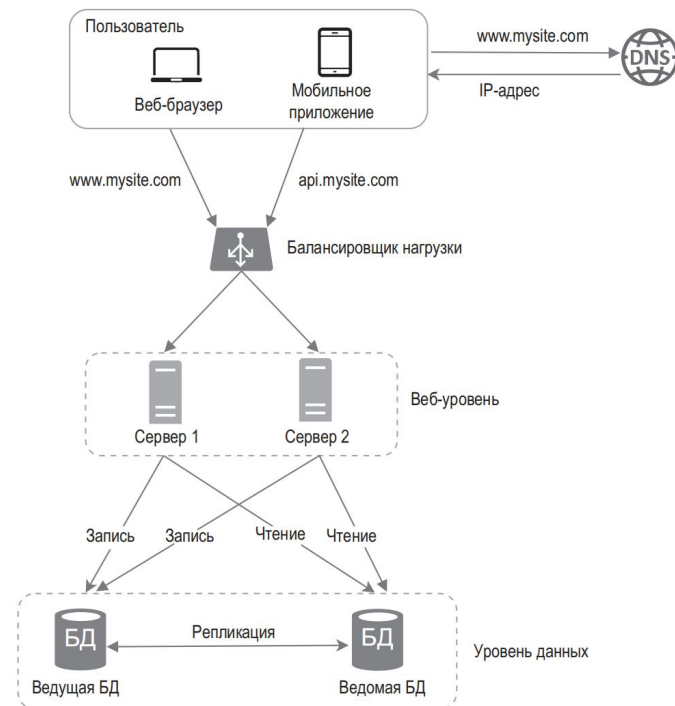 Пользователь
www.mysite.com
DNS
IP-адрес
Веб-браузер
Мобильное
приложение
www.mysite.com
api.mysite.com
Балансировщик нагрузки
Веб-уровень
Сервер 1
Сервер 2
Запись
Запись
Чтение
Чтение
БД
Репликация
БД
Уровень данных
Ведущая БД
Ведомая БД